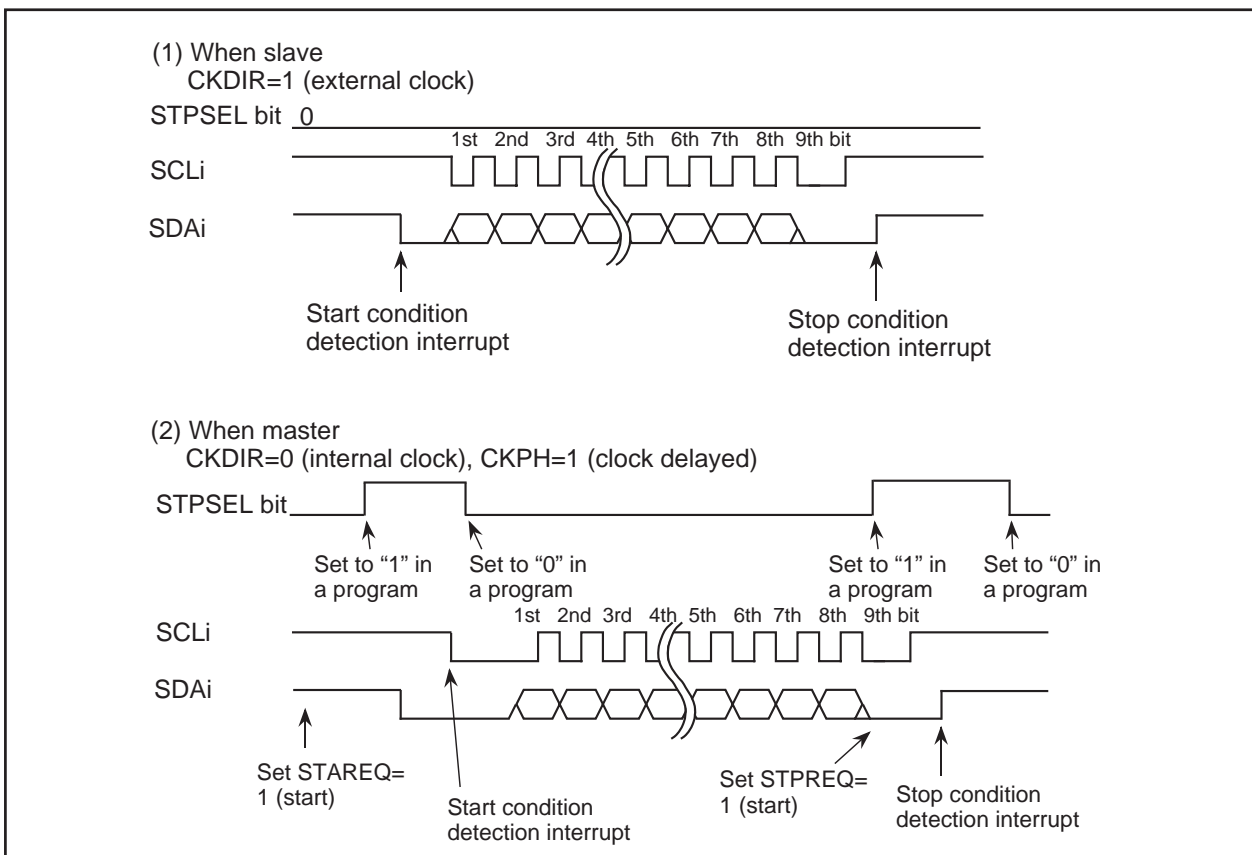 (1) When slave
CKDIR=1 (external clock)
STPSEL bit 0
1st 2nd 3rd 4th 5th 6th 7th 8th 9th bit
SCLi
SDAi
Start condition
detection interrupt
Stop condition
detection interrupt
(2) When master
CKDIR=0 (internal clock), CKPH=1 (clock delayed)
STPSEL bit
Set to “1” in
a program
Set to “0” in
a program
Set to “1” in
a program
Set to “0” in
a program
1st 2nd 3rd 4th 5th 6th 7th 8th 9th bit
SCLi
SDAi
Set STAREQ=
1 (start)
Start condition
detection interrupt
Set STPREQ=
1 (start)
Stop condition
detection interrupt